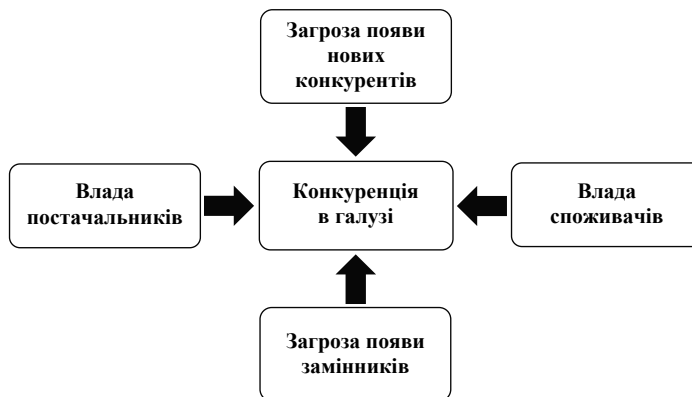 Загроза появи
нових
конкурентів
Влада
постачальників
Конкуренція
в галузі
Влада
споживачів
Загроза появи
замінників